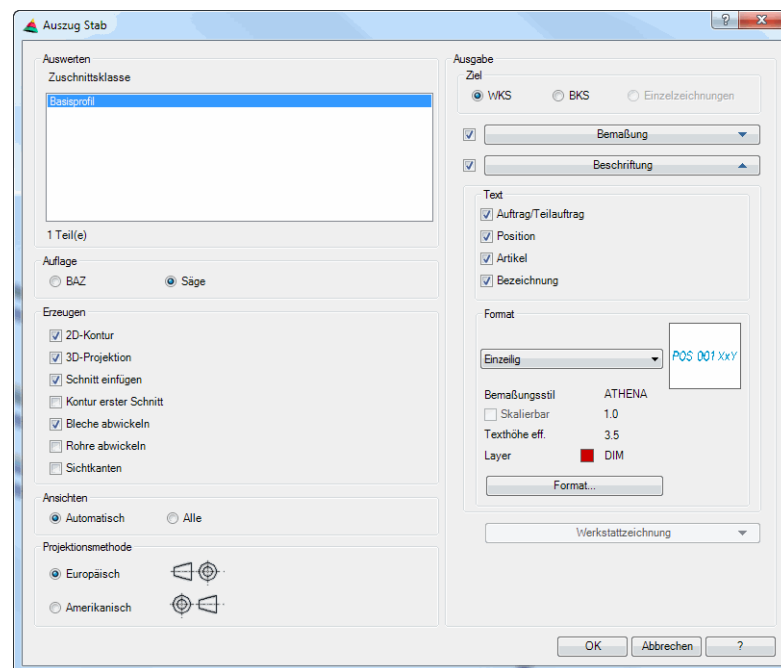 Auszug Stab
Auswerten
Zuschnittsklasse
Basisprofil
1 Teil(e)
Auflage
BAZ
Säge
Erzeugen
2D-Kontur
3D-Projektion
Schnitt einfügen
Kontur erster Schnitt
Bleche abwickeln
Rohre abwickeln
Sichtkanten
Ansichten
Automatisch
Alle
Projektionsmethode
Europäisch
Amerikanisch
Ausgabe
Ziel
WKS
BKS
Einzelzeichnungen
Bemaßung
Beschriftung
Text
Auftrag/Teilauftrag
Position
Artikel
Bezeichnung
Format
Einzeilig
POS 001 XxY
Bemaßungsstil ATHENA
Skalierbar 1.0
Texthöhe eff. 3.5
Layer DIM
Format...
Werkstattzeichnung
OK
Abbrechen
?